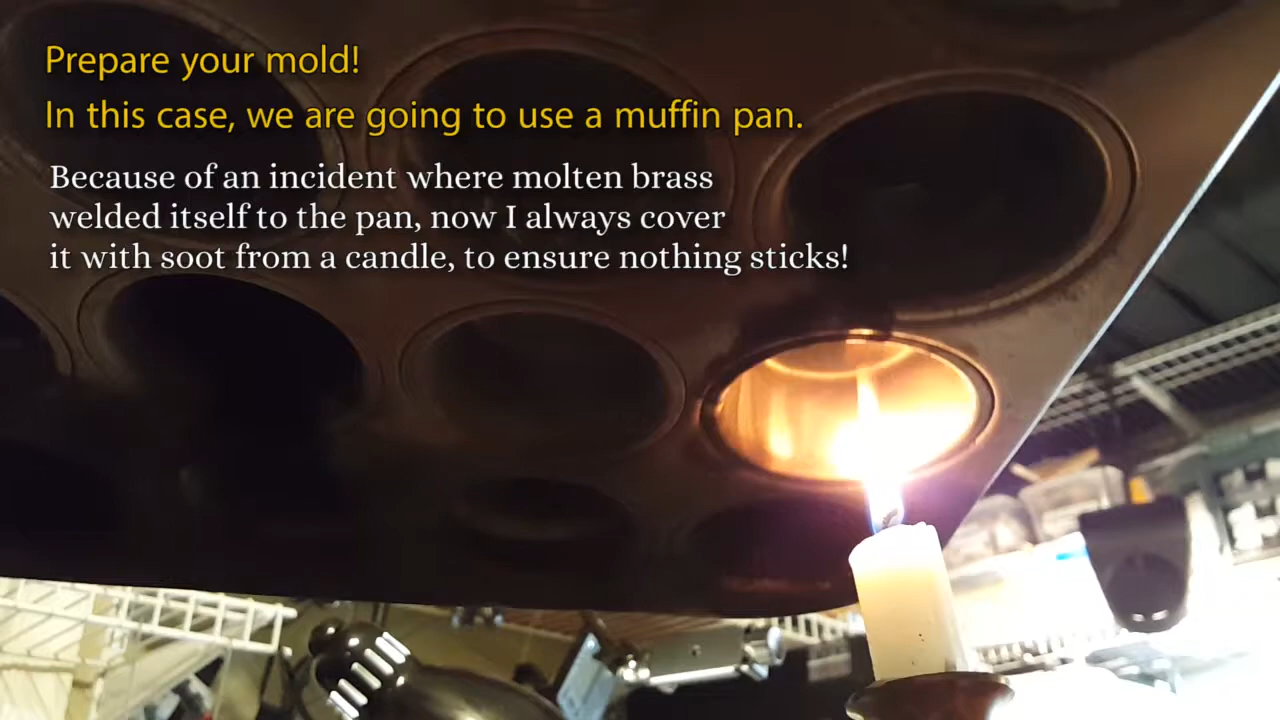 Prepare your mold!
In this case, we are going to use a muffin pan.
Because of an incident where molten brass
welded itself to the pan, now I always cover
it with soot from a candle, to ensure nothing sticks!